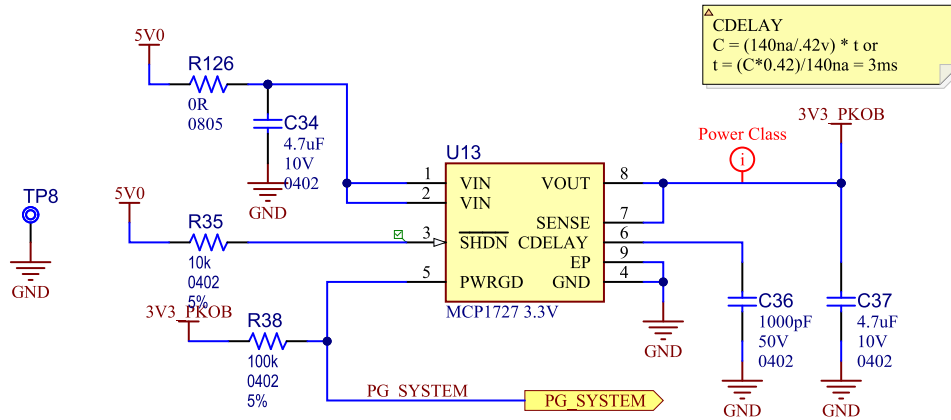 CDELAY
C = (140na/.42v) * t or
t = (C*0.42)/140na = 3ms
5V0
R126
0R
0805
C34
4.7uF
10V
0402
GND
3V3_PKOB
Power Class
i
U13
1 VIN VOUT 8
2 VIN
SENSE 7
3 SHDN CDELAY 6
EP 9
5 PWRGD GND 4
MCP1727 3.3V
TP8
GND
5V0
R35
10k
0402
5%
3V3_PKOB
R38
100k
0402
5%
PG_SYSTEM
PG_SYSTEM
GND
C36
1000pF
50V
0402
GND
C37
4.7uF
10V
0402
GND